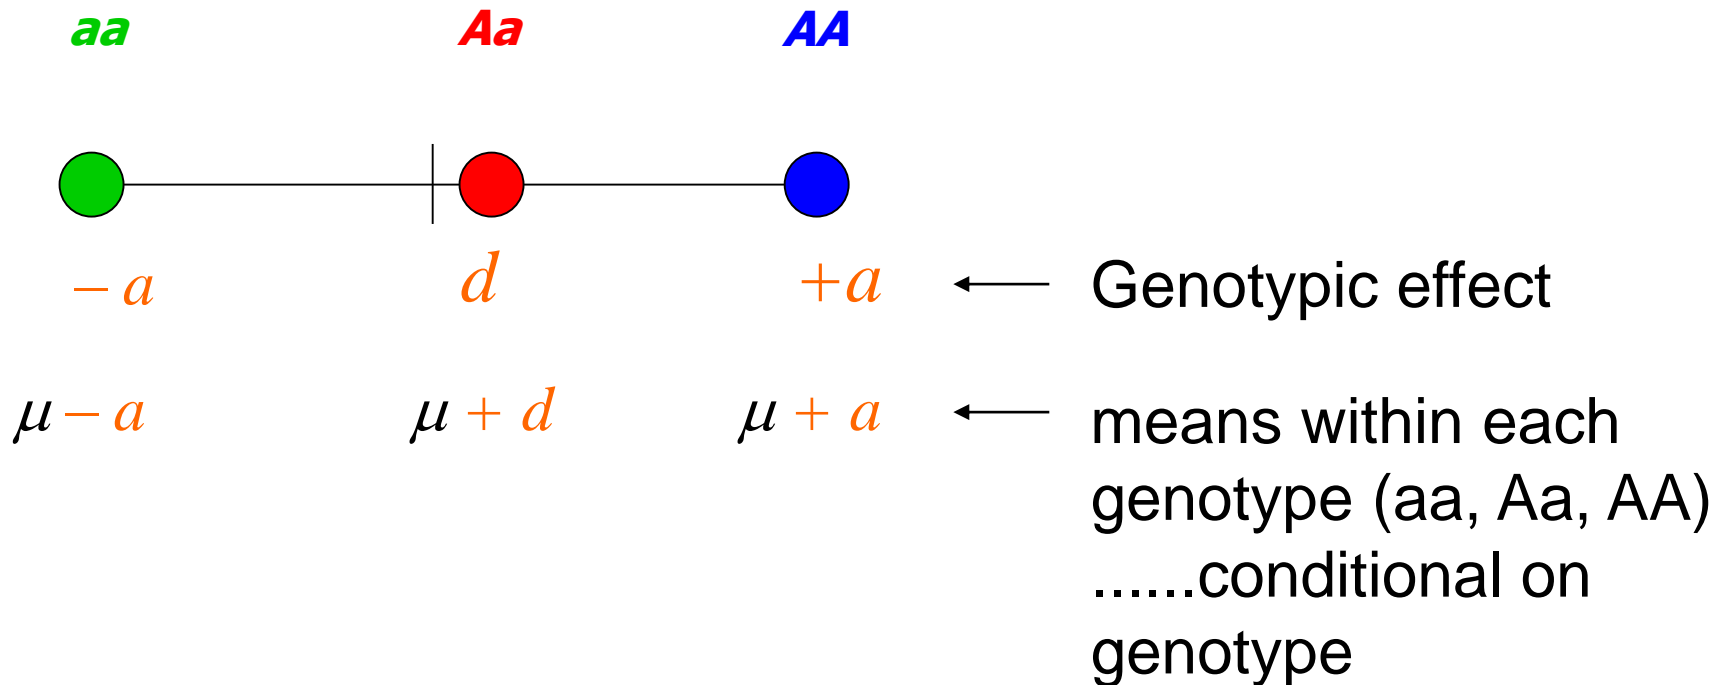 aa Aa AA
– a d +a ← Genotypic effect
μ – a μ + d μ + a ← means within each
genotype (aa, Aa, AA)
......conditional on
genotype